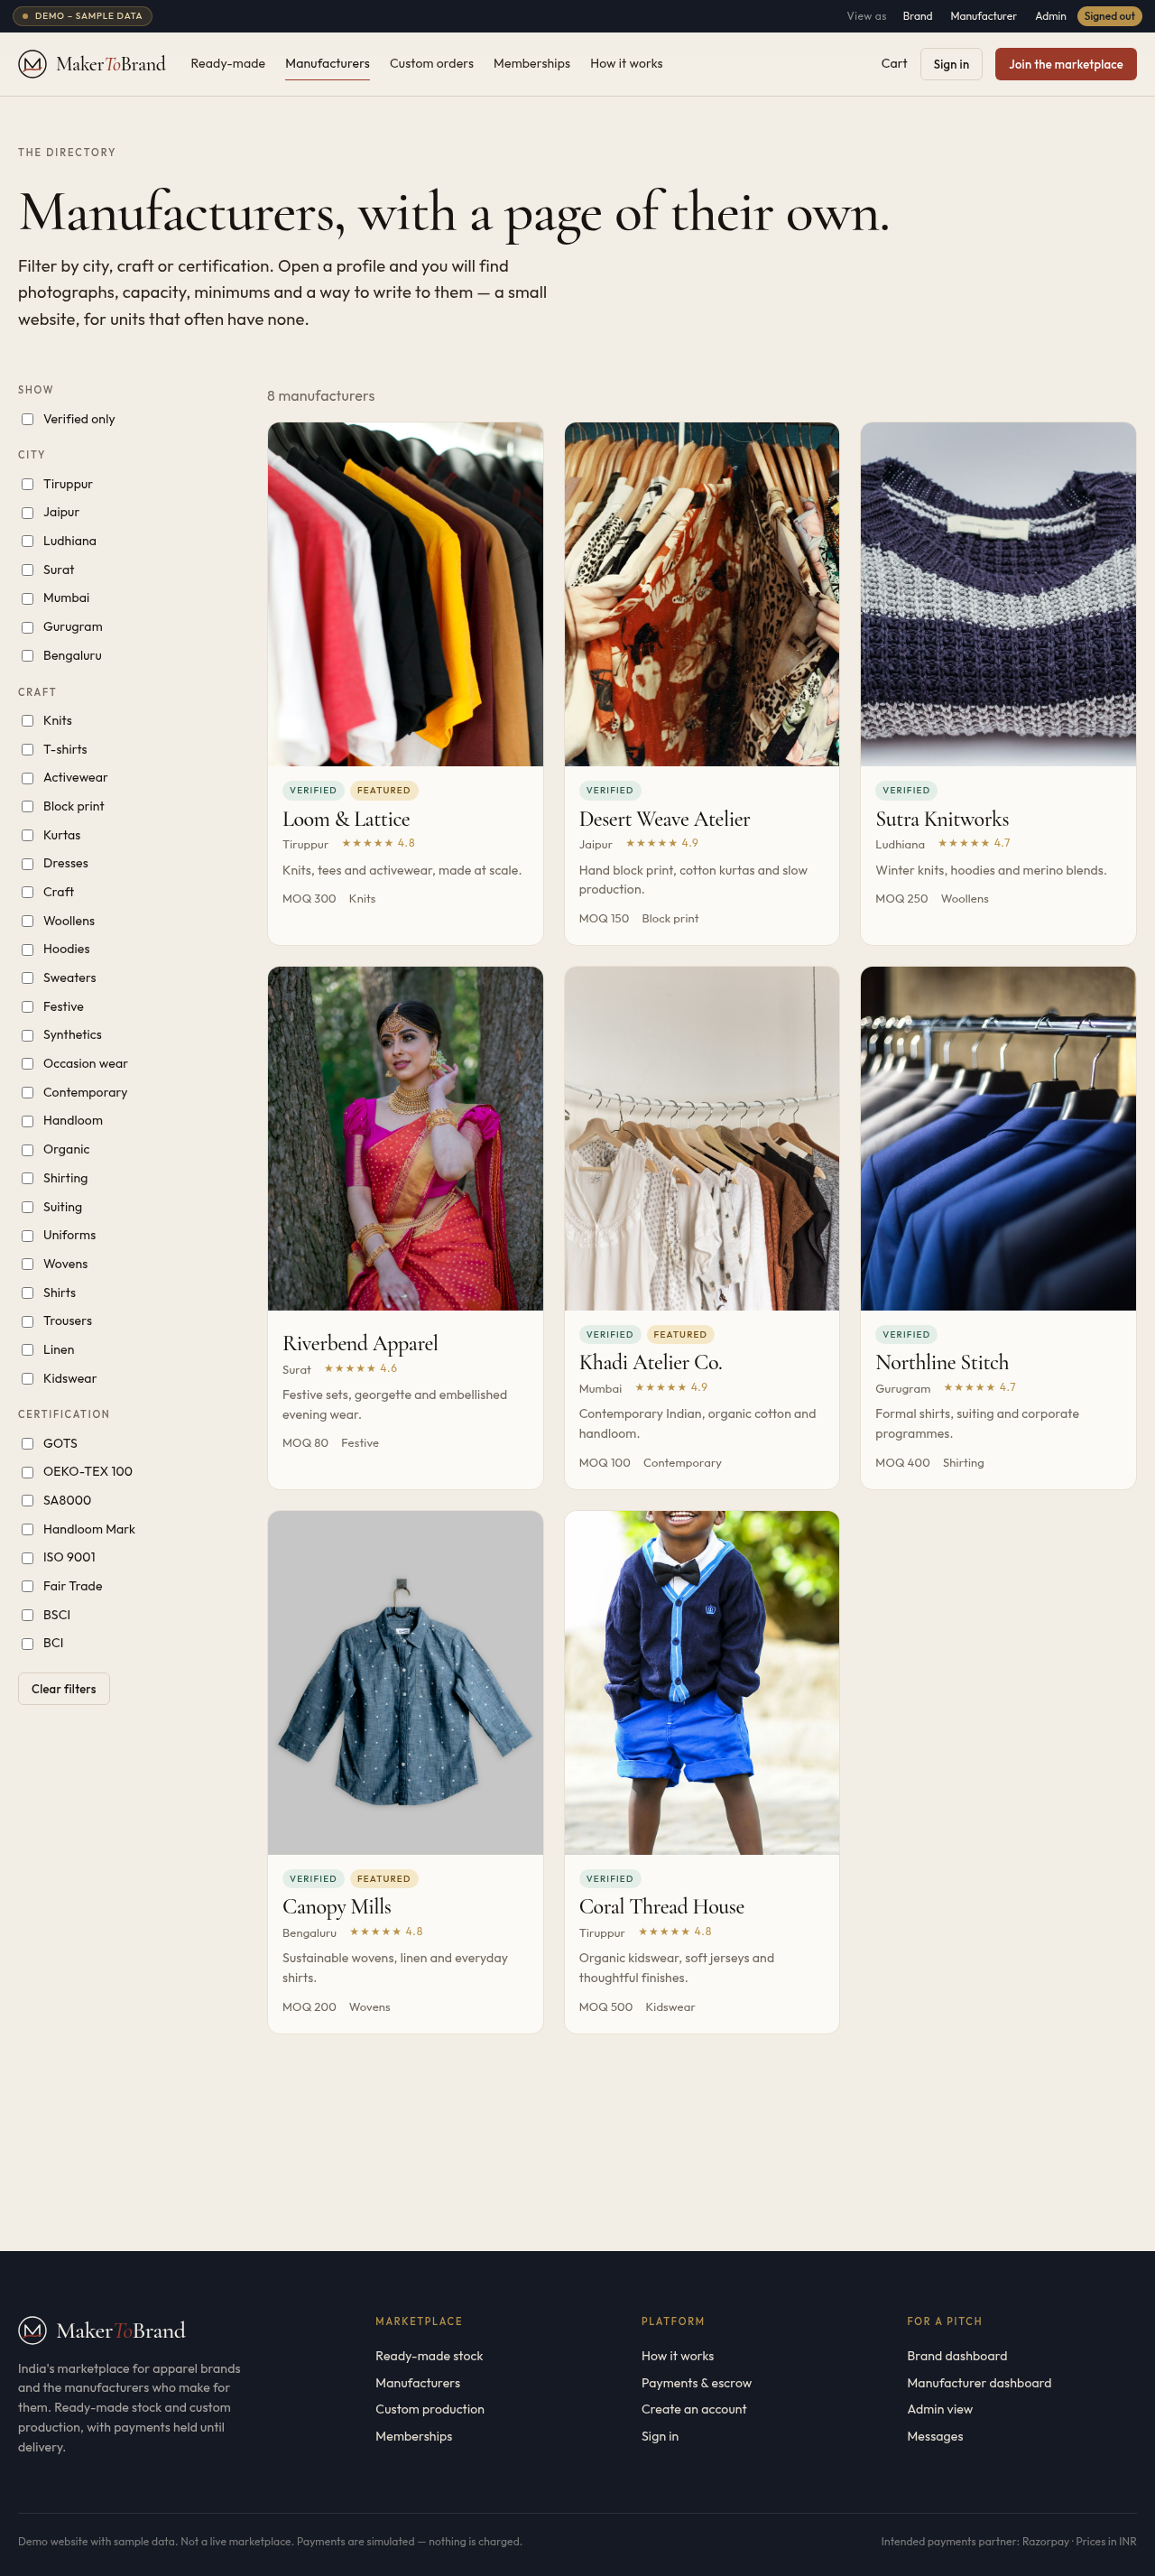 DEMO – SAMPLE DATA
View as Brand Manufacturer Admin Signed out
MakerToBrand Ready-made Manufacturers Custom orders Memberships How it works Cart Sign in Join the marketplace
THE DIRECTORY
Manufacturers, with a page of their own.
Filter by city, craft or certification. Open a profile and you will find
photographs, capacity, minimums and a way to write to them — a small
website, for units that often have none.
SHOW
Verified only
CITY
Tiruppur
Jaipur
Ludhiana
Surat
Mumbai
Gurugram
Bengaluru
CRAFT
Knits
T-shirts
Activewear
Block print
Kurtas
Dresses
Craft
Woollens
Hoodies
Sweaters
Festive
Synthetics
Occasion wear
Contemporary
Handloom
Organic
Shirting
Suiting
Uniforms
Wovens
Shirts
Trousers
Linen
Kidswear
CERTIFICATION
GOTS
OEKO-TEX 100
SA8000
Handloom Mark
ISO 9001
Fair Trade
BSCI
BCI
Clear filters
8 manufacturers
VERIFIED FEATURED
Loom & Lattice
Tiruppur ★★★★★ 4.8
Knits, tees and activewear, made at scale.
MOQ 300 Knits
VERIFIED
Desert Weave Atelier
Jaipur ★★★★★ 4.9
Hand block print, cotton kurtas and slow
production.
MOQ 150 Block print
VERIFIED
Sutra Knitworks
Ludhiana ★★★★★ 4.7
Winter knits, hoodies and merino blends.
MOQ 250 Woollens
Riverbend Apparel
Surat ★★★★★ 4.6
Festive sets, georgette and embellished
evening wear.
MOQ 80 Festive
VERIFIED FEATURED
Khadi Atelier Co.
Mumbai ★★★★★ 4.9
Contemporary Indian, organic cotton and
handloom.
MOQ 100 Contemporary
VERIFIED
Northline Stitch
Gurugram ★★★★★ 4.7
Formal shirts, suiting and corporate
programmes.
MOQ 400 Shirting
VERIFIED FEATURED
Canopy Mills
Bengaluru ★★★★★ 4.8
Sustainable wovens, linen and everyday
shirts.
MOQ 200 Wovens
VERIFIED
Coral Thread House
Tiruppur ★★★★★ 4.8
Organic kidswear, soft jerseys and
thoughtful finishes.
MOQ 500 Kidswear
MakerToBrand
India's marketplace for apparel brands
and the manufacturers who make for
them. Ready-made stock and custom
production, with payments held until
delivery.
MARKETPLACE
Ready-made stock
Manufacturers
Custom production
Memberships
PLATFORM
How it works
Payments & escrow
Create an account
Sign in
FOR A PITCH
Brand dashboard
Manufacturer dashboard
Admin view
Messages
Demo website with sample data. Not a live marketplace. Payments are simulated — nothing is charged.
Intended payments partner: Razorpay · Prices in INR